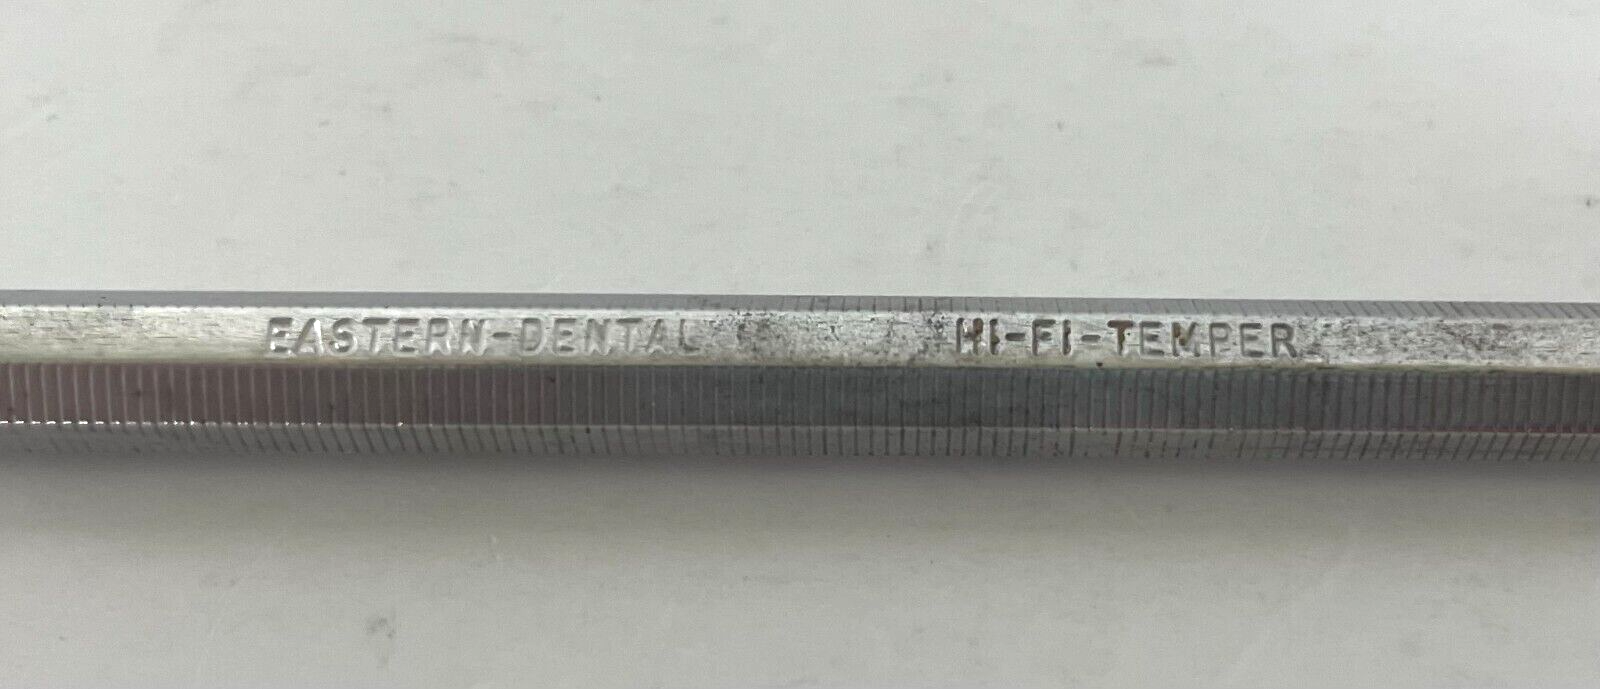 EASTERN-DENTAL HI-FI-TEMPER